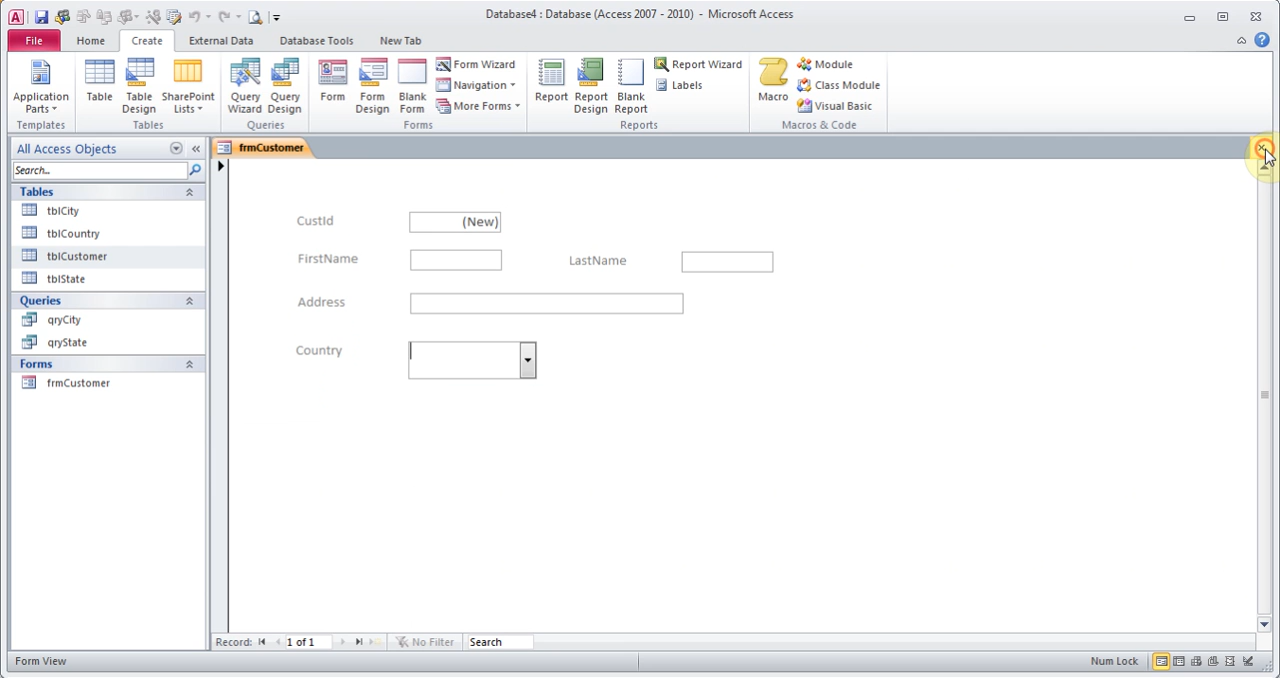 Database4 : Database (Access 2007 - 2010) - Microsoft Access
File Home Create External Data Database Tools New Tab
Application Parts
Table
Table Design
SharePoint Lists
Query Wizard
Query Design
Form
Form Design
Blank Form
Form Wizard
Navigation
More Forms
Report
Report Design
Blank Report
Report Wizard
Labels
Macro
Module
Class Module
Visual Basic
Templates Tables Queries Forms Reports Macros & Code
All Access Objects
Search...
Tables
tblCity
tblCountry
tblCustomer
tblState
Queries
qryCity
qryState
Forms
frmCustomer
frmCustomer
CustId (New)
FirstName LastName
Address
Country
Record: 1 of 1 No Filter Search
Form View Num Lock